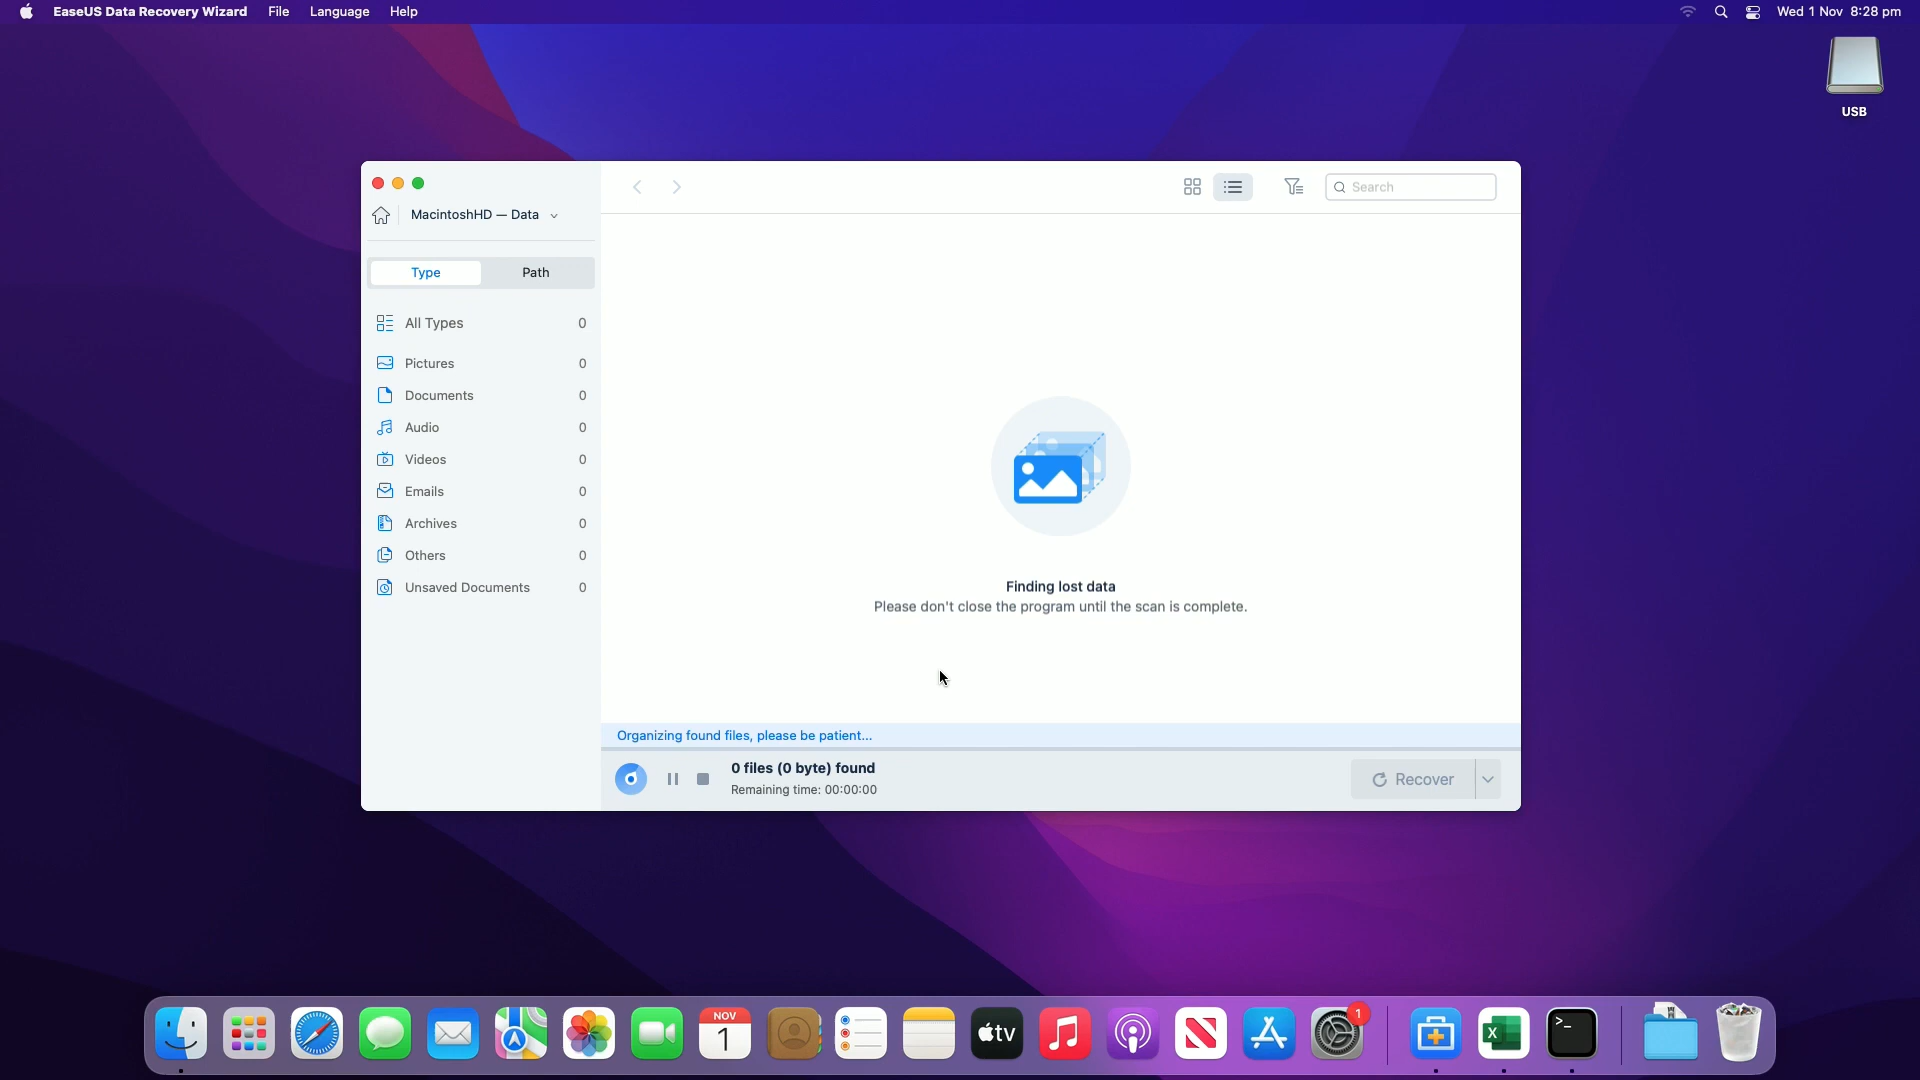 EaseUS Data Recovery Wizard File Language Help Wed 1 Nov 8:28 pm
USB
MacintoshHD — Data
Search
Type Path
All Types 0
Pictures 0
Documents 0
Audio 0
Videos 0
Emails 0
Archives 0
Others 0
Unsaved Documents 0
Finding lost data
Please don't close the program until the scan is complete.
Organizing found files, please be patient...
0 files (0 byte) found
Remaining time: 00:00:00
Recover
NOV
1
tv
1
X
>_